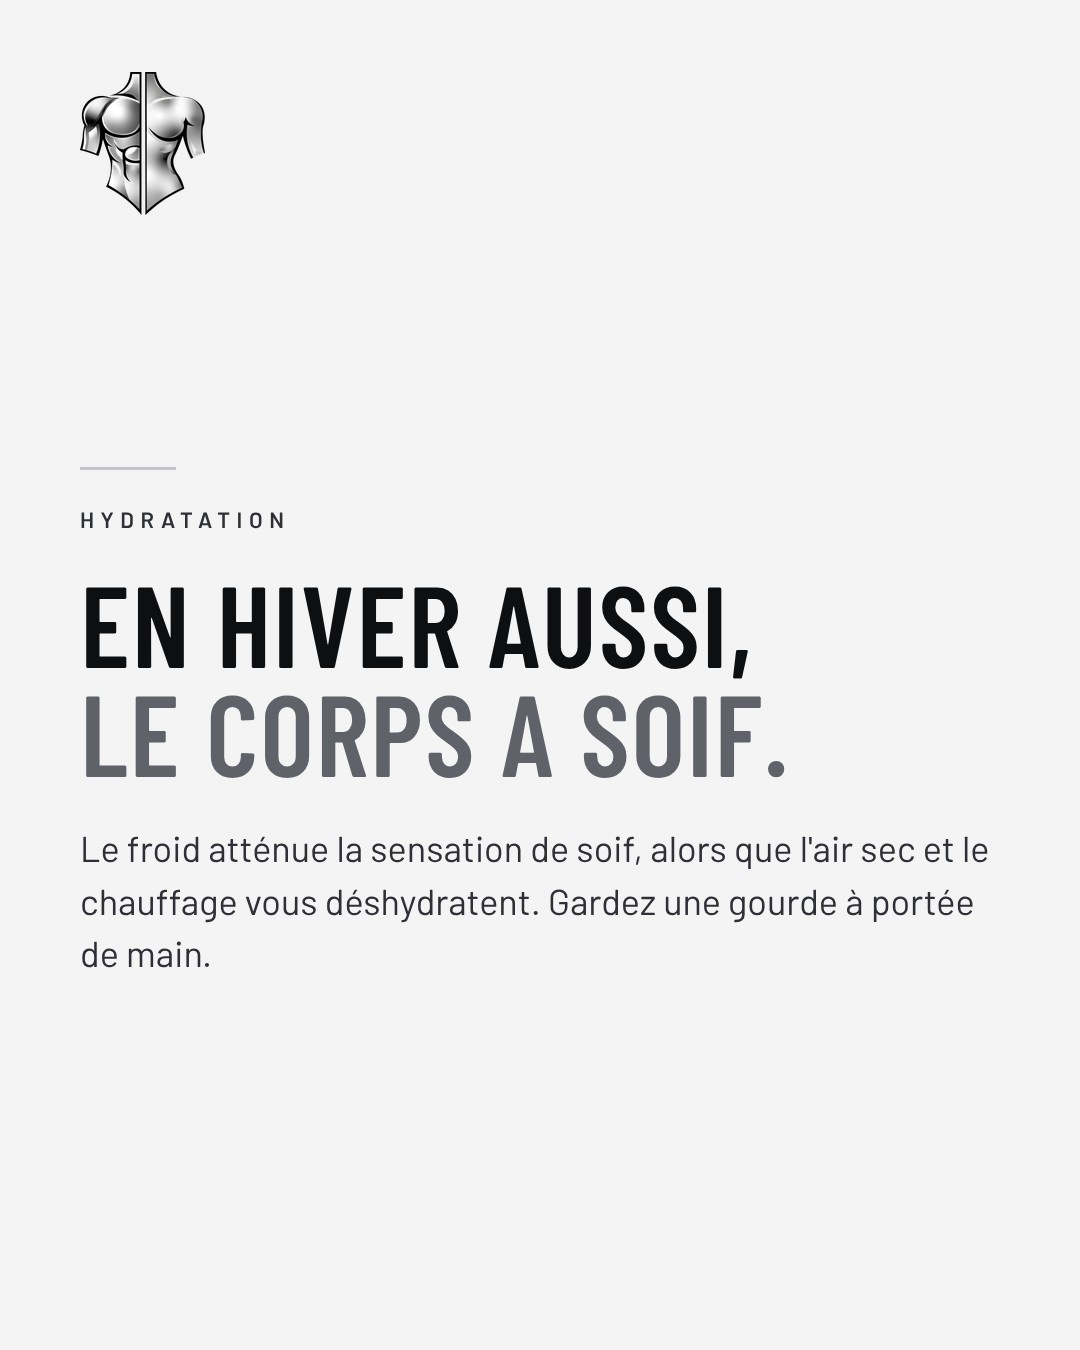 HYDRATATION
EN HIVER AUSSI,
LE CORPS A SOIF.
Le froid atténue la sensation de soif, alors que l'air sec et le
chauffage vous déshydratent. Gardez une gourde à portée
de main.